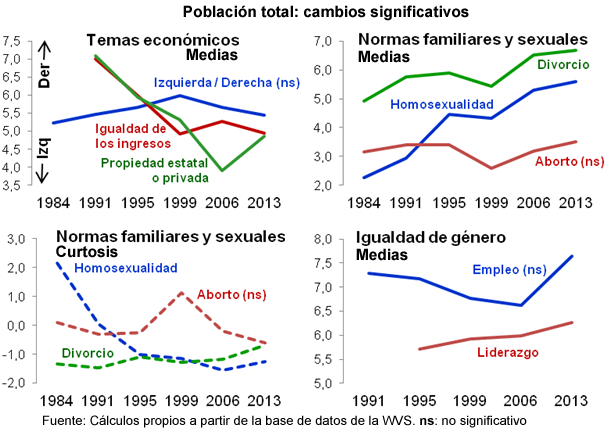 Población total: cambios significativos
Temas económicos
Medias
Der
Izq
7,5
7,0
6,5
6,0
5,5
5,0
4,5
4,0
3,5
Izquierda / Derecha (ns)
Igualdad de
los ingresos
Propiedad estatal
o privada
1984 1991 1995 1999 2006 2013
Normas familiares y sexuales
Medias
7,0
6,0
5,0
4,0
3,0
2,0
Divorcio
Homosexualidad
Aborto (ns)
1984 1991 1995 1999 2006 2013
Normas familiares y sexuales
Curtosis
3,0
2,0
1,0
-0,0
-1,0
-2,0
Homosexualidad
Aborto (ns)
Divorcio
1984 1991 1995 1999 2006 2013
Igualdad de género
Medias
8,0
7,5
7,0
6,5
6,0
5,5
5,0
Empleo (ns)
Liderazgo
1991 1995 1999 2006 2013
Fuente: Cálculos propios a partir de la base de datos de la WVS. ns: no significativo